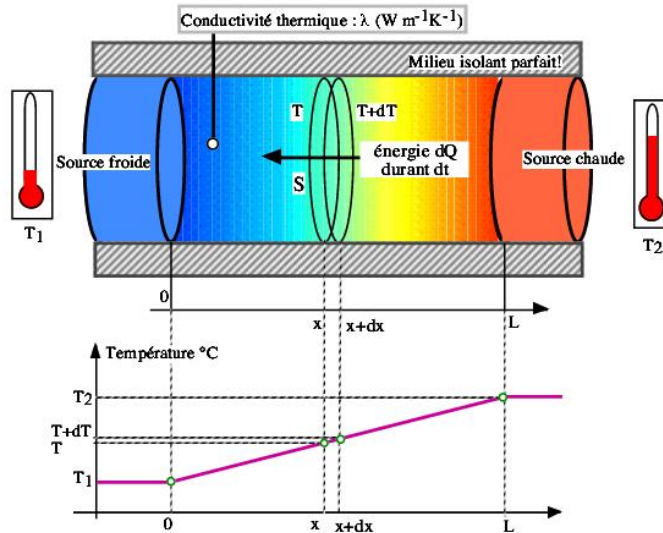 Conductivité thermique : λ (W m⁻¹K⁻¹)
Milieu isolant parfait!
T T+dT
énergie dQ
durant dt
Source froide
Source chaude
S
T1
T2
0
x x+dx L
Température °C
T2
T+dT
T
T1
0 x x+dx L